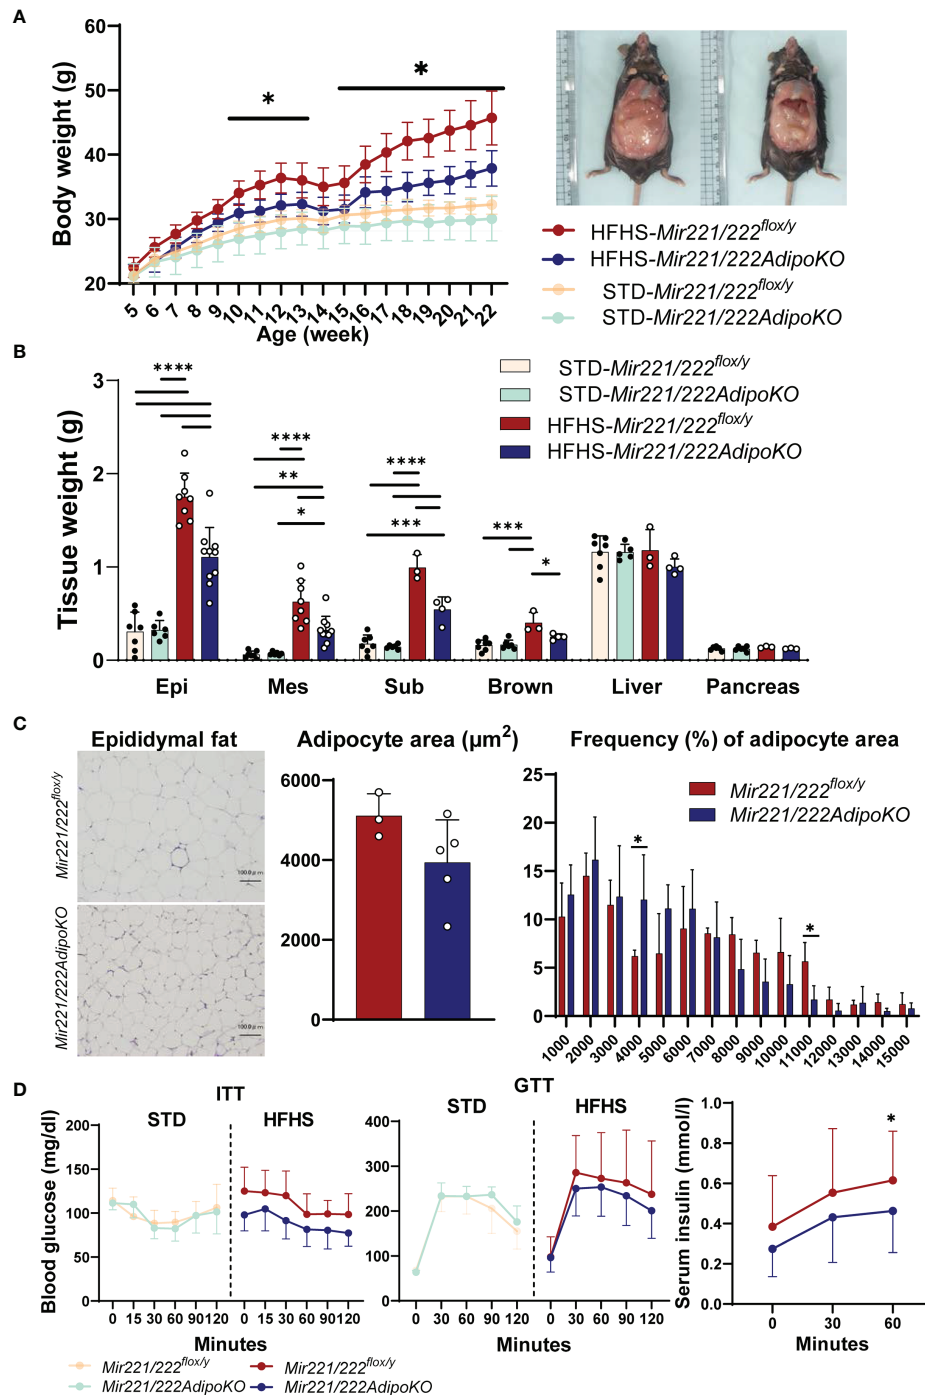 A
60
50
40
30
20
Body weight (g)
*
*
5 6 7 8 9 10 11 12 13 14 15 16 17 18 19 20 21 22
Age (week)
HFHS-Mir221/222flox/y
HFHS-Mir221/222AdipoKO
STD-Mir221/222flox/y
STD-Mir221/222AdipoKO
B
3
2
1
0
Tissue weight (g)
****
****
**
*
****
***
***
*
STD-Mir221/222flox/y
STD-Mir221/222AdipoKO
HFHS-Mir221/222flox/y
HFHS-Mir221/222AdipoKO
Epi Mes Sub Brown Liver Pancreas
C
Epididymal fat
Mir221/222flox/y
Mir221/222AdipoKO
100.0μm
100.0μm
Adipocyte area (μm2)
6000
4000
2000
0
Frequency (%) of adipocyte area
25
20
15
10
5
0
*
*
Mir221/222flox/y
Mir221/222AdipoKO
1000 2000 3000 4000 5000 6000 7000 8000 9000 10000 11000 12000 13000 14000 15000
D
ITT
STD HFHS
Blood glucose (mg/dl)
200
150
100
50
0
0 15 30 60 90 120 0 15 30 60 90 120
Minutes
GTT
STD HFHS
400
300
200
100
0
0 30 60 90 120 0 30 60 90 120
Minutes
Serum insulin (mmol/l)
1.0
0.8
0.6
0.4
0.2
0.0
*
0 30 60
Minutes
Mir221/222flox/y
Mir221/222flox/y
Mir221/222AdipoKO
Mir221/222AdipoKO